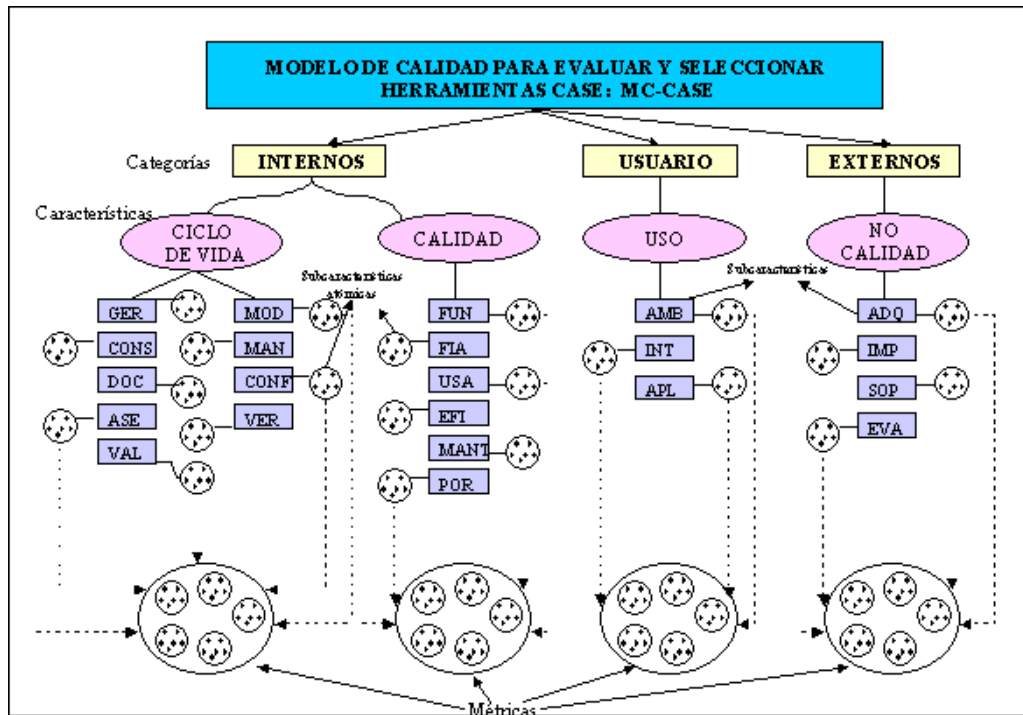 MODELO DE CALIDAD PARA EVALUAR Y SELECCIONAR
HERRAMIENTAS CASE: MC-CASE
Categorías
INTERNOS
USUARIO
EXTERNOS
Características
CICLO
DE VIDA
CALIDAD
USO
NO
CALIDAD
Subcaracterísticas
atómicas
Subcaracterísticas
GER
MOD
FUN
AMB
ADQ
CONS
MAN
FIA
INT
IMP
DOC
CONF
USA
APL
SOP
ASE
VER
EFI
EVA
VAL
MANT
POR
Métricas